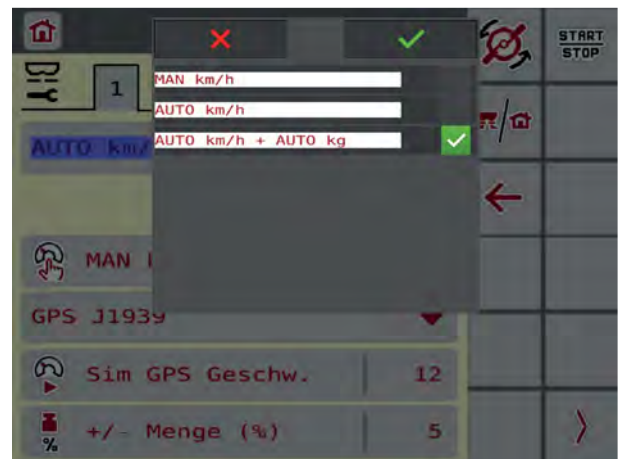 START
STOP
1
MAN km/h
AUTO km/h
AUTO km/h + AUTO kg
AUTO km/
MAN
GPS J1939
Sim GPS Geschw. 12
% +/- Menge (%) 5